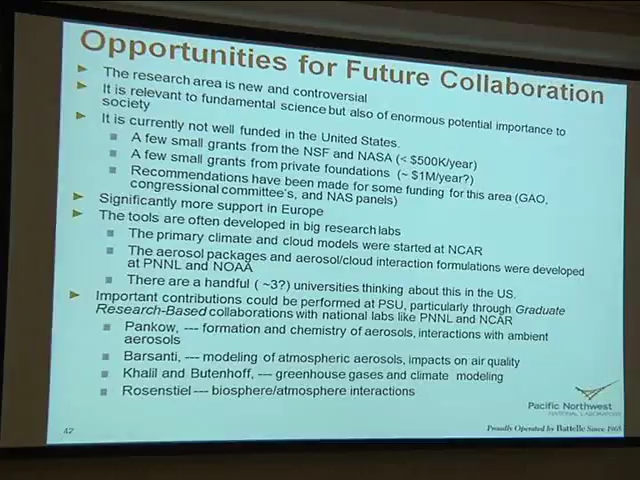 Opportunities for Future Collaboration
The research area is new and controversial
It is relevant to fundamental science but also of enormous potential importance to
society
It is currently not well funded in the United States.
A few small grants from the NSF and NASA (< $500K/year)
A few small grants from private foundations (~ $1M/year?)
Recommendations have been made for some funding for this area (GAO,
congressional committee's, and NAS panels)
Significantly more support in Europe
The tools are often developed in big research labs
The primary climate and cloud models were started at NCAR
The aerosol packages and aerosol/cloud interaction formulations were developed
at PNNL and NOAA
There are a handful ( ~3?) universities thinking about this in the US.
Important contributions could be performed at PSU, particularly through Graduate
Research-Based collaborations with national labs like PNNL and NCAR
Pankow, --- formation and chemistry of aerosols, interactions with ambient
aerosols
Barsanti, --- modeling of atmospheric aerosols, impacts on air quality
Khalil and Butenhoff, --- greenhouse gases and climate modeling
Rosenstiel --- biosphere/atmosphere interactions
Pacific Northwest
NATIONAL LABORATORY
Proudly Operated by Battelle Since 1965
42